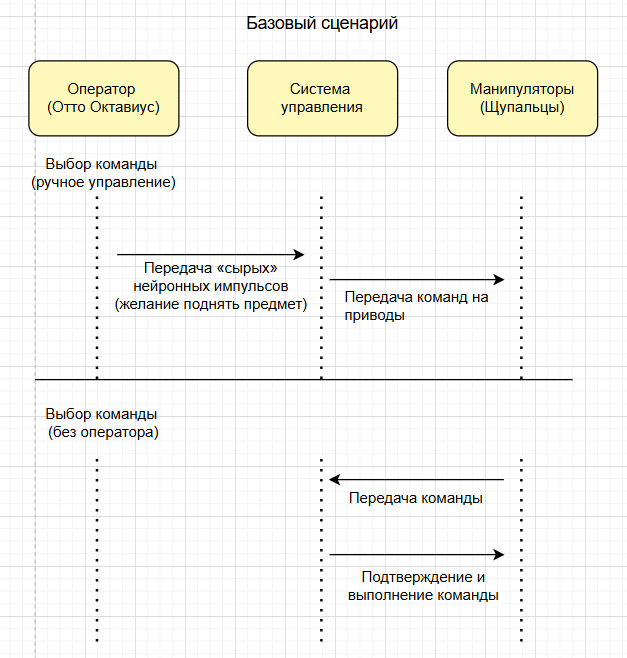 Базовый сценарий
Оператор
(Отто Октавиус)
Система
управления
Манипуляторы
(Щупальцы)
Выбор команды
(ручное управление)
Передача «сырых»
нейронных импульсов
(желание поднять предмет)
Передача команд на
приводы
Выбор команды
(без оператора)
Передача команды
Подтверждение и
выполнение команды